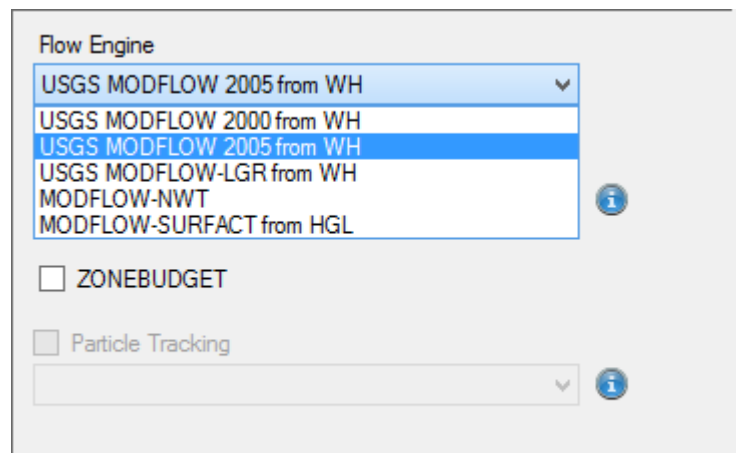 Flow Engine
USGS MODFLOW 2005 from WH
USGS MODFLOW 2000 from WH
USGS MODFLOW 2005 from WH
USGS MODFLOW-LGR from WH
MODFLOW-NWT
MODFLOW-SURFACT from HGL
ZONEBUDGET
Particle Tracking